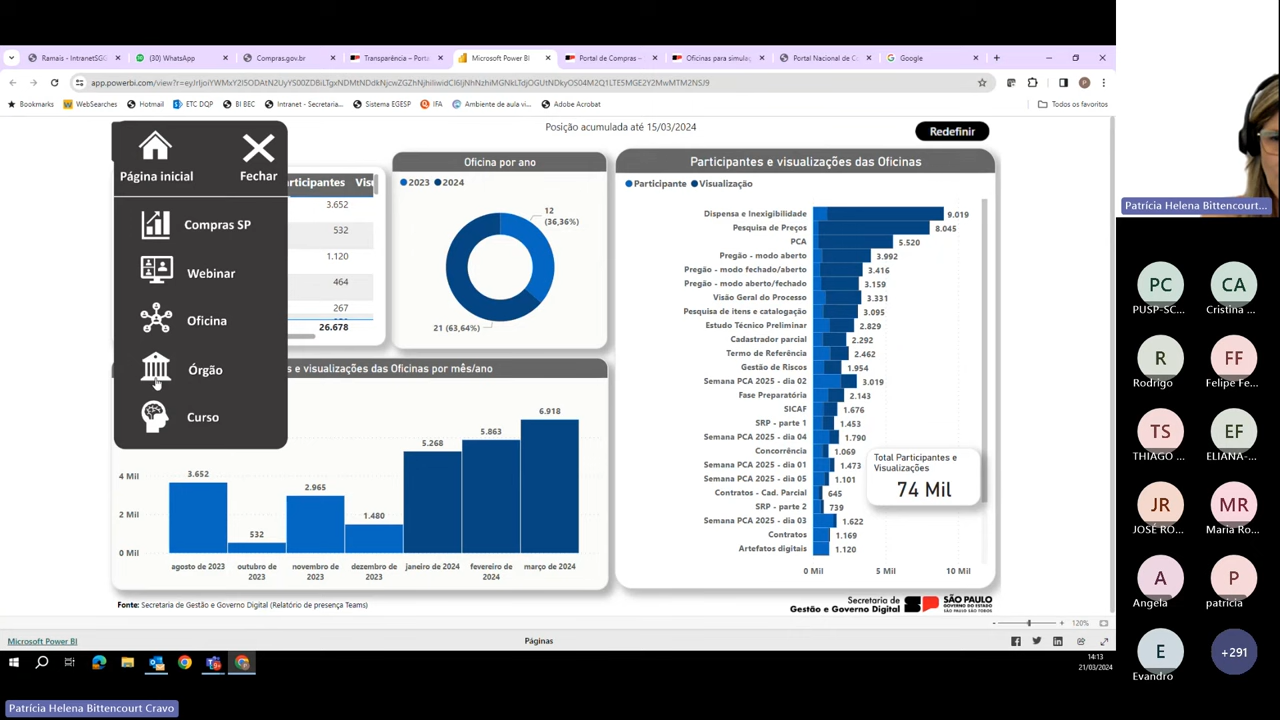 Ramais - IntranetSGG
(30) WhatsApp
Compras.gov.br
Transparência – Porta
Microsoft Power BI
Portal de Compras –
Oficinas para simula
Portal Nacional de C
Google
Bookmarks
WebSearches
Hotmail
ETC DQP
BI BEC
Intranet - Secretaria...
Sistema EGESP
IFA
Ambiente de aula vi...
Adobe Acrobat
Todos os favoritos
Posição acumulada até 15/03/2024
Redefinir
Página inicial
Fechar
Compras SP
Webinar
Oficina
Órgão
Curso
articipantes Visu
3.652
532
1.120
464
267
26.678
Oficina por ano
2023 2024
12
(36,36%)
21 (63,64%)
s e visualizações das Oficinas por mês/ano
4 Mil
2 Mil
0 Mil
3.652
532
2.965
1.480
5.268
5.863
6.918
agosto de 2023
outubro de 2023
novembro de 2023
dezembro de 2023
janeiro de 2024
fevereiro de 2024
março de 2024
Participantes e visualizações das Oficinas
Participante Visualização
Dispensa e Inexigibilidade 9.019
Pesquisa de Preços 8.045
PCA 5.520
Pregão - modo aberto 3.992
Pregão - modo fechado/aberto 3.416
Pregão - modo aberto/fechado 3.159
Visão Geral do Processo 3.331
Pesquisa de itens e catalogação 3.095
Estudo Técnico Preliminar 2.829
Cadastrador parcial 2.292
Termo de Referência 2.462
Gestão de Riscos 1.954
Semana PCA 2025 - dia 02 3.019
Fase Preparatória 2.143
SICAF 1.676
SRP - parte 1 1.453
Semana PCA 2025 - dia 04 1.790
Concorrência 1.069
Semana PCA 2025 - dia 01 1.473
Semana PCA 2025 - dia 05 1.101
Contratos - Cad. Parcial 645
SRP - parte 2 739
Semana PCA 2025 - dia 03 1.622
Contratos 1.169
Artefatos digitais 1.120
0 Mil 5 Mil 10 Mil
Total Participantes e
Visualizações
74 Mil
Fonte: Secretaria de Gestão e Governo Digital (Relatório de presença Teams)
Secretaria de
Gestão e Governo Digital
SÃO PAULO
GOVERNO DO ESTADO
SÃO PAULO SÃO TODOS
120%
Microsoft Power BI
Páginas
14:13
21/03/2024
Patrícia Helena Bittencourt Cravo
Patrícia Helena Bittencourt...
PC
PUSP-SC...
CA
Cristina ...
R
Rodrigo
FF
Felipe Fe...
TS
THIAGO ...
EF
ELIANA-...
JR
JOSÉ RO...
MR
Maria Ro...
A
Angela
P
patrícia
E
Evandro
+291